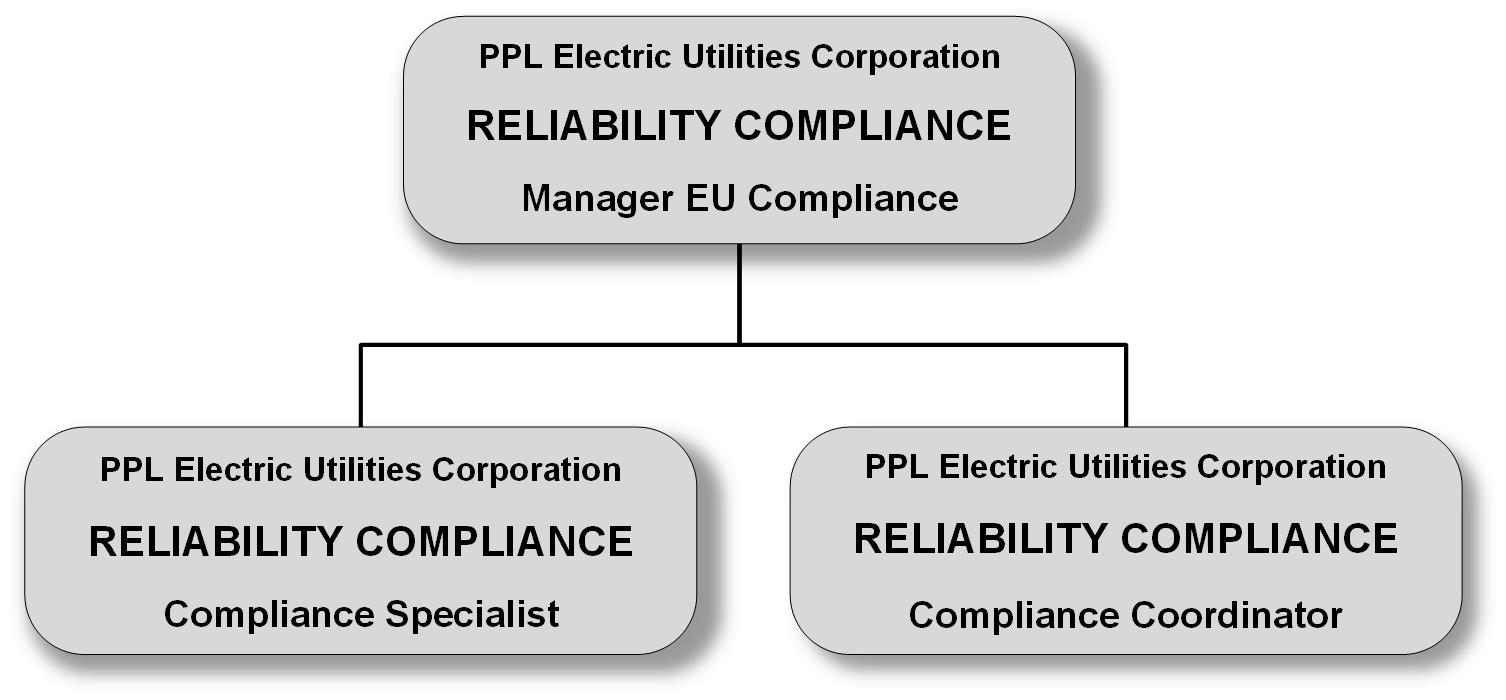 PPL Electric Utilities Corporation
RELIABILITY COMPLIANCE
Manager EU Compliance
PPL Electric Utilities Corporation
RELIABILITY COMPLIANCE
Compliance Specialist
PPL Electric Utilities Corporation
RELIABILITY COMPLIANCE
Compliance Coordinator